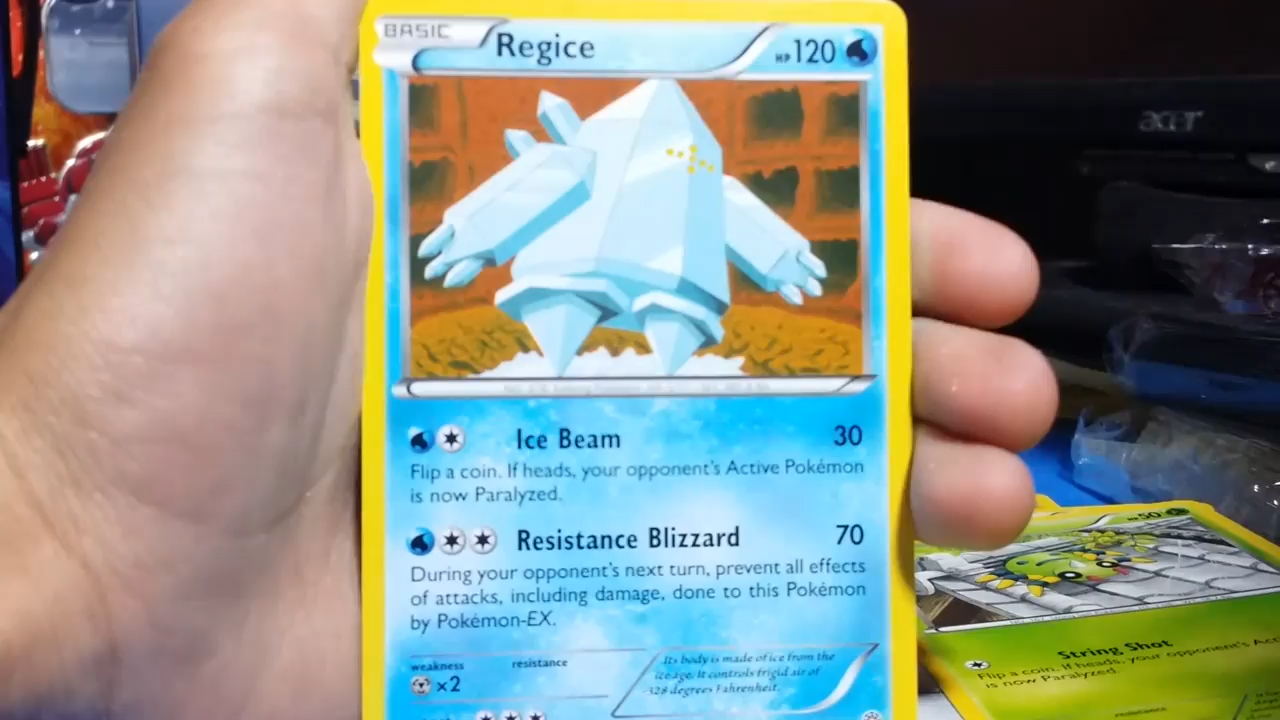 BASIC
Regice
HP 120
acer
Ice Beam 30
Flip a coin. If heads, your opponent's Active Pokémon
is now Paralyzed.
Resistance Blizzard 70
During your opponent's next turn, prevent all effects
of attacks, including damage, done to this Pokémon
by Pokémon-EX.
weakness resistance
×2
Its body is made of ice from the
ice age. It controls frigid air of
-328 degrees Fahrenheit.
50
String Shot
Flip a coin. If heads, your opponent's
is now Paralyzed.
resistance